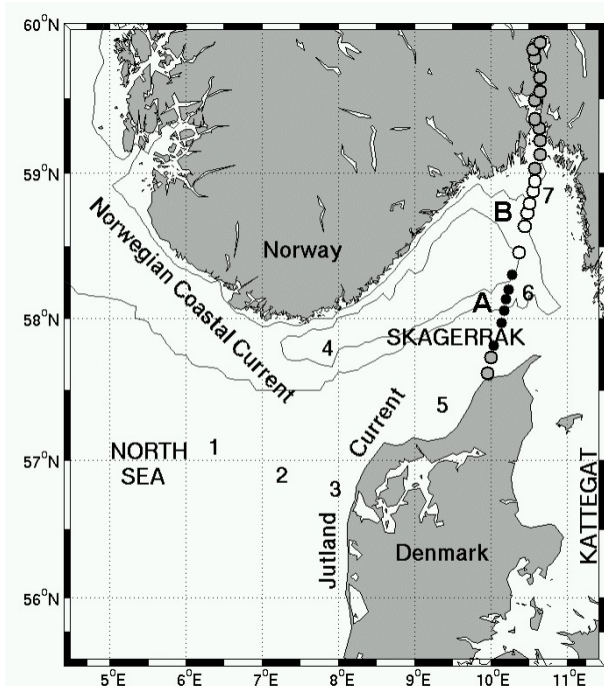 60°N
59°N
58°N
57°N
56°N
Norway
Norwegian Coastal Current
B
7
A
6
SKAGERRAK
4
5
Current
Jutland
NORTH
SEA
1
2
3
Denmark
KATTEGAT
5°E 6°E 7°E 8°E 9°E 10°E 11°E